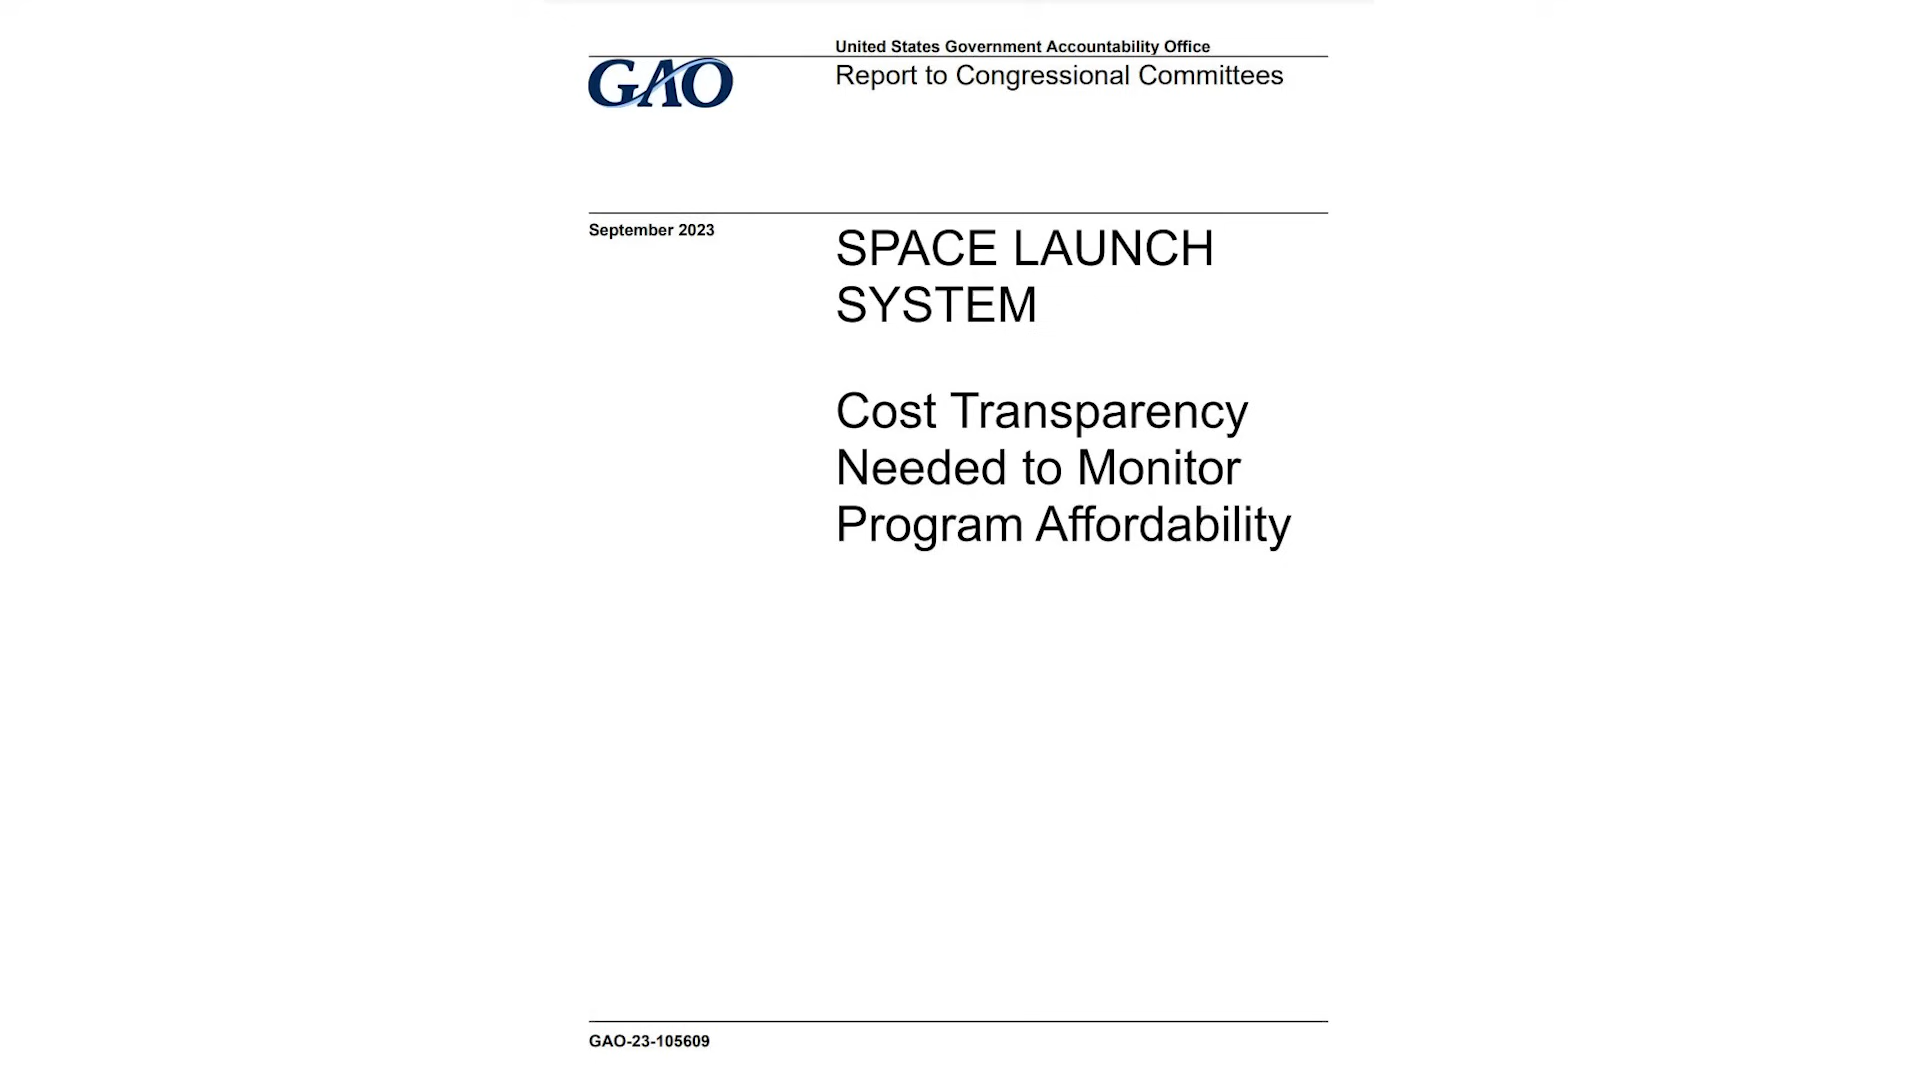 United States Government Accountability Office
GAO
Report to Congressional Committees
September 2023
SPACE LAUNCH
SYSTEM
Cost Transparency
Needed to Monitor
Program Affordability
GAO-23-105609